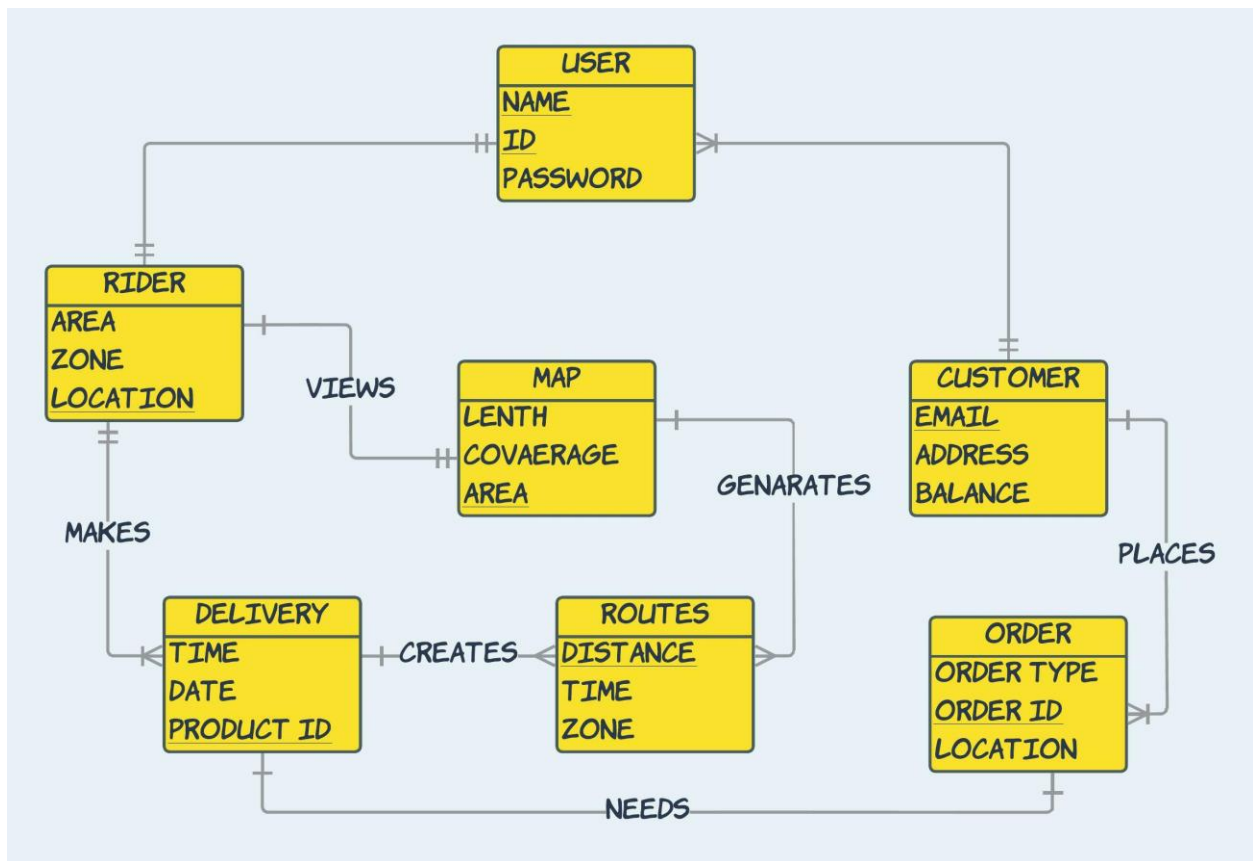 USER
NAME
ID
PASSWORD
RIDER
AREA
ZONE
LOCATION
VIEWS
MAP
LENTH
COVAERAGE
AREA
CUSTOMER
EMAIL
ADDRESS
BALANCE
GENARATES
MAKES
PLACES
DELIVERY
TIME
DATE
PRODUCT ID
CREATES
ROUTES
DISTANCE
TIME
ZONE
ORDER
ORDER TYPE
ORDER ID
LOCATION
NEEDS